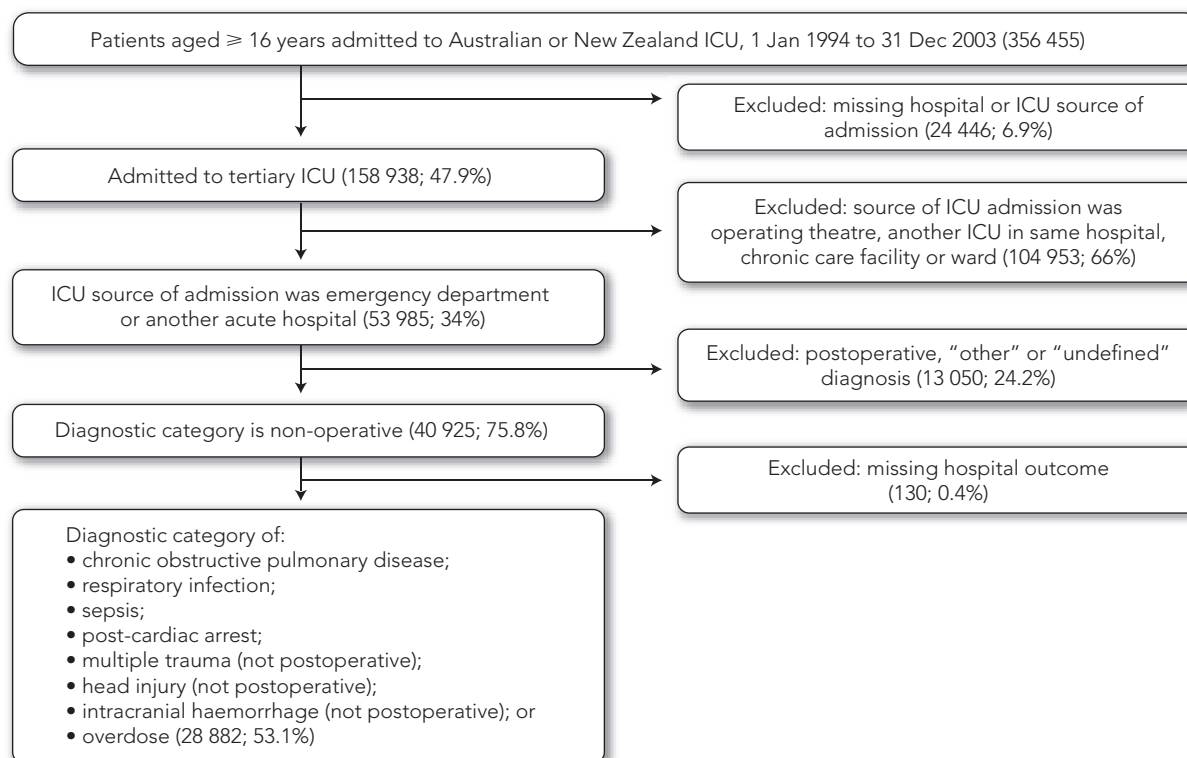 Patients aged ⩾ 16 years admitted to Australian or New Zealand ICU, 1 Jan 1994 to 31 Dec 2003 (356 455)
Excluded: missing hospital or ICU source of
admission (24 446; 6.9%)
Admitted to tertiary ICU (158 938; 47.9%)
Excluded: source of ICU admission was
operating theatre, another ICU in same hospital,
chronic care facility or ward (104 953; 66%)
ICU source of admission was emergency department
or another acute hospital (53 985; 34%)
Excluded: postoperative, “other” or “undefined”
diagnosis (13 050; 24.2%)
Diagnostic category is non-operative (40 925; 75.8%)
Excluded: missing hospital outcome
(130; 0.4%)
Diagnostic category of:
• chronic obstructive pulmonary disease;
• respiratory infection;
• sepsis;
• post-cardiac arrest;
• multiple trauma (not postoperative);
• head injury (not postoperative);
• intracranial haemorrhage (not postoperative); or
• overdose (28 882; 53.1%)